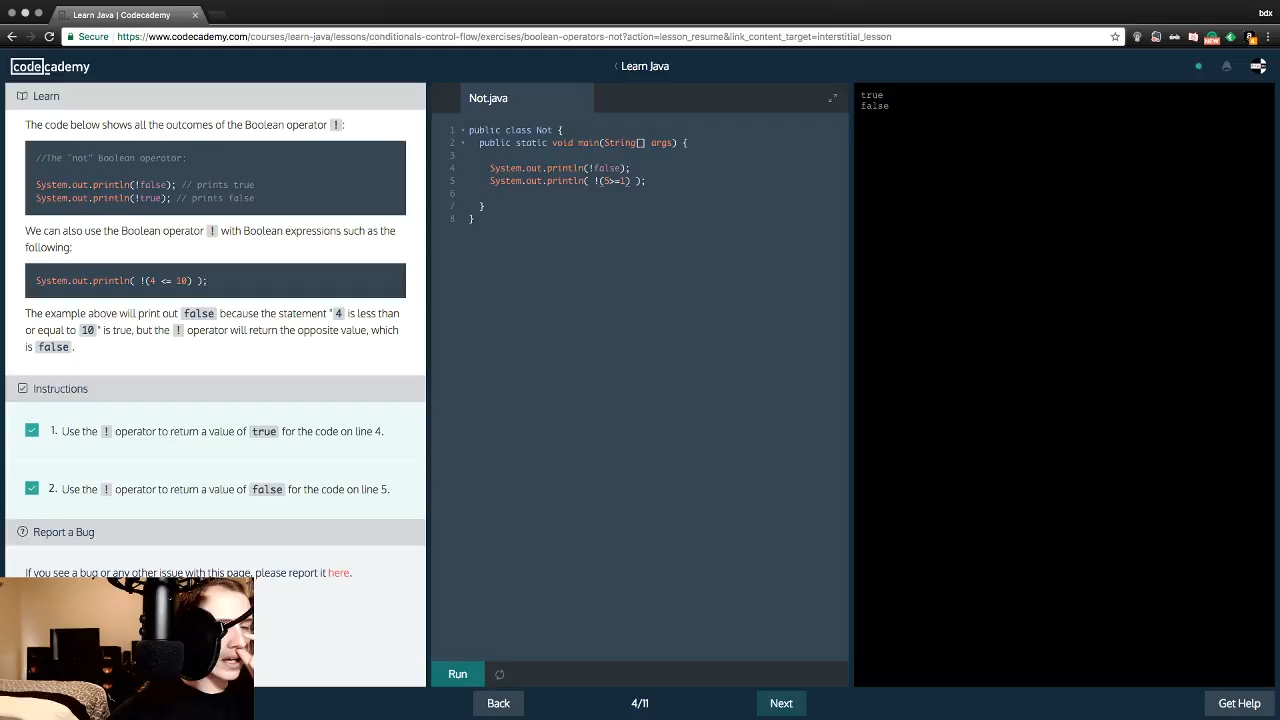 Learn Java | Codecademy
bdx
Secure https://www.codecademy.com/courses/learn-java/lessons/conditionals-control-flow/exercises/boolean-operators-not?action=lesson_resume&link_content_target=interstitial_lesson
codecademy
Learn Java
Learn
The code below shows all the outcomes of the Boolean operator !:
//The "not" Boolean operator:
System.out.println(!false); // prints true
System.out.println(!true); // prints false
We can also use the Boolean operator ! with Boolean expressions such as the
following:
System.out.println( !(4 <= 10) );
The example above will print out false because the statement "4 is less than
or equal to 10" is true, but the ! operator will return the opposite value, which
is false.
Instructions
1. Use the ! operator to return a value of true for the code on line 4.
2. Use the ! operator to return a value of false for the code on line 5.
Report a Bug
If you see a bug or any other issue with this page, please report it here.
Not.java
1 public class Not {
2 public static void main(String[] args) {
3
4 System.out.println(!false);
5 System.out.println( !(5>=1) );
6
7 }
8 }
true
false
Run
Back
4/11
Next
Get Help